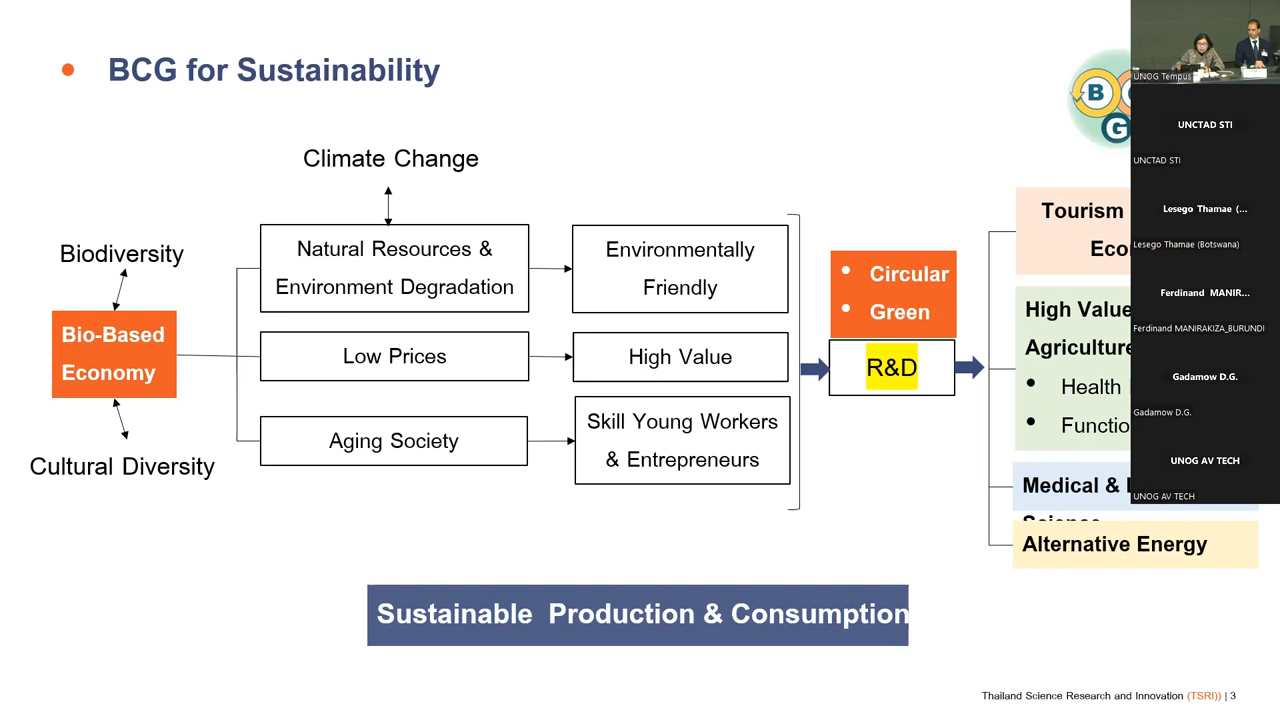 • BCG for Sustainability
B
G
Climate Change
Biodiversity
Bio-Based
Economy
Cultural Diversity
Natural Resources &
Environment Degradation
Low Prices
Aging Society
Environmentally
Friendly
High Value
Skill Young Workers
& Entrepreneurs
• Circular
• Green
R&D
Tourism
High Value
Agriculture
• Health
•
Medical &
Alternative Energy
Sustainable Production & Consumption
UNOG Tempus
UNCTAD STI
UNCTAD STI
Lesego Thamae (...
Lesego Thamae (Botswana)
Ferdinand MANIR...
Ferdinand MANIRAKIZA_BURUNDI
Gadamow D.G.
Gadamow D.G.
UNOG AV TECH
UNOG AV TECH
Thailand Science Research and Innovation (TSRI)) | 3